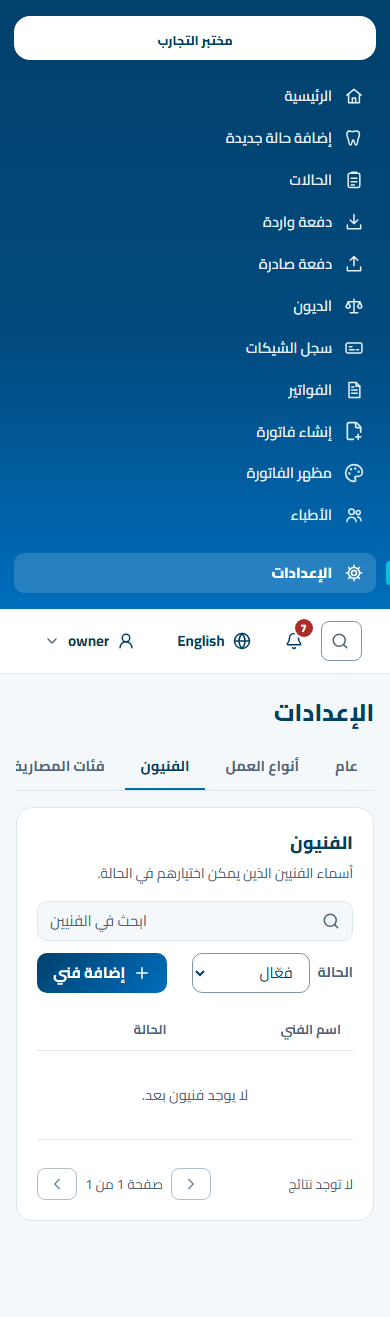 مختبر التجارب
الرئيسية
إضافة حالة جديدة
الحالات
دفعة واردة
دفعة صادرة
الديون
سجل الشيكات
الفواتير
إنشاء فاتورة
مظهر الفاتورة
الأطباء
الإعدادات
7 English owner
الإعدادات
عام أنواع العمل الفنيون فئات المصاريف
الفنيون
أسماء الفنيين الذين يمكن اختيارهم في الحالة.
ابحث في الفنيين
الحالة فعّال إضافة فني
اسم الفني الحالة
لا يوجد فنيون بعد.
لا توجد نتائج صفحة 1 من 1